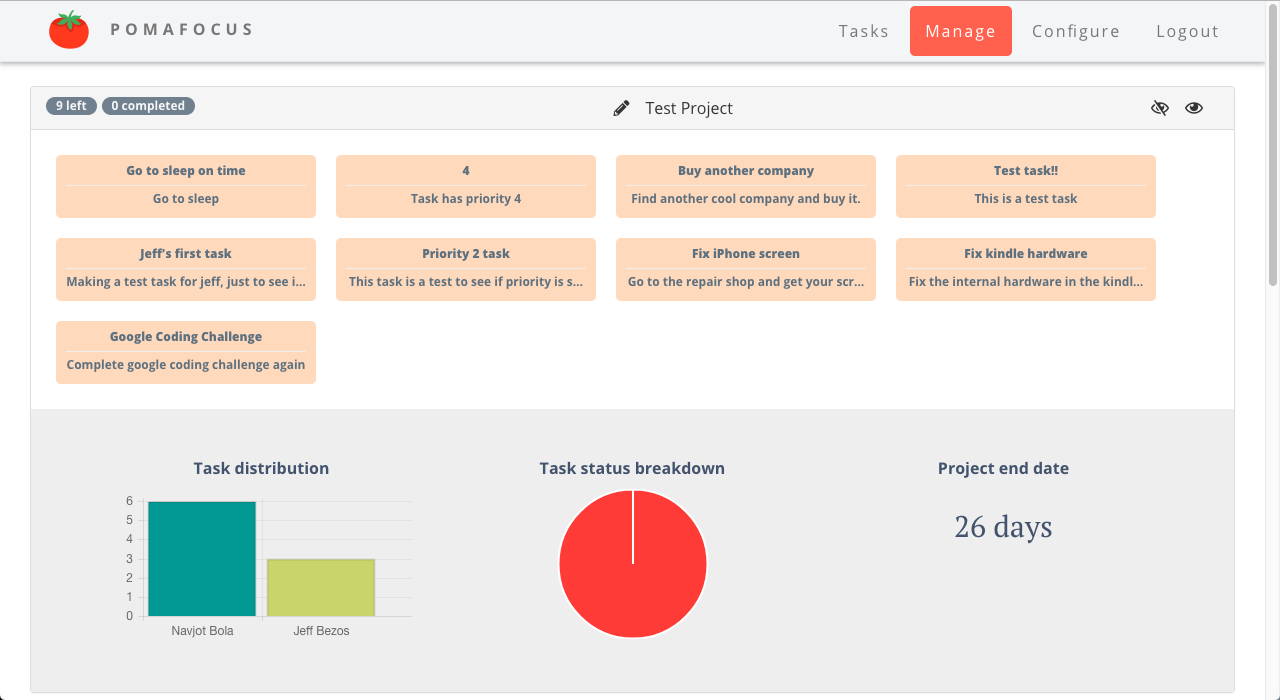 POMAFOCUS
Tasks
Manage
Configure
Logout
9 left
0 completed
Test Project
Go to sleep on time
Go to sleep
4
Task has priority 4
Buy another company
Find another cool company and buy it.
Test task!!
This is a test task
Jeff's first task
Making a test task for jeff, just to see i...
Priority 2 task
This task is a test to see if priority is s...
Fix iPhone screen
Go to the repair shop and get your scr...
Fix kindle hardware
Fix the internal hardware in the kindl...
Google Coding Challenge
Complete google coding challenge again
Task distribution
6
5
4
3
2
1
0
Navjot Bola
Jeff Bezos
Task status breakdown
Project end date
26 days